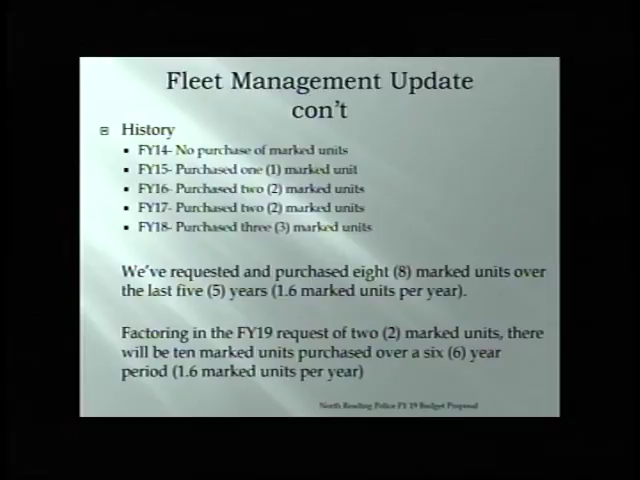 Fleet Management Update
con't
History
FY14- No purchase of marked units
FY15- Purchased one (1) marked unit
FY16- Purchased two (2) marked units
FY17- Purchased two (2) marked units
FY18- Purchased three (3) marked units
We've requested and purchased eight (8) marked units over
the last five (5) years (1.6 marked units per year).
Factoring in the FY19 request of two (2) marked units, there
will be ten marked units purchased over a six (6) year
period (1.6 marked units per year)
North Reading Police FY 19 Budget Proposal